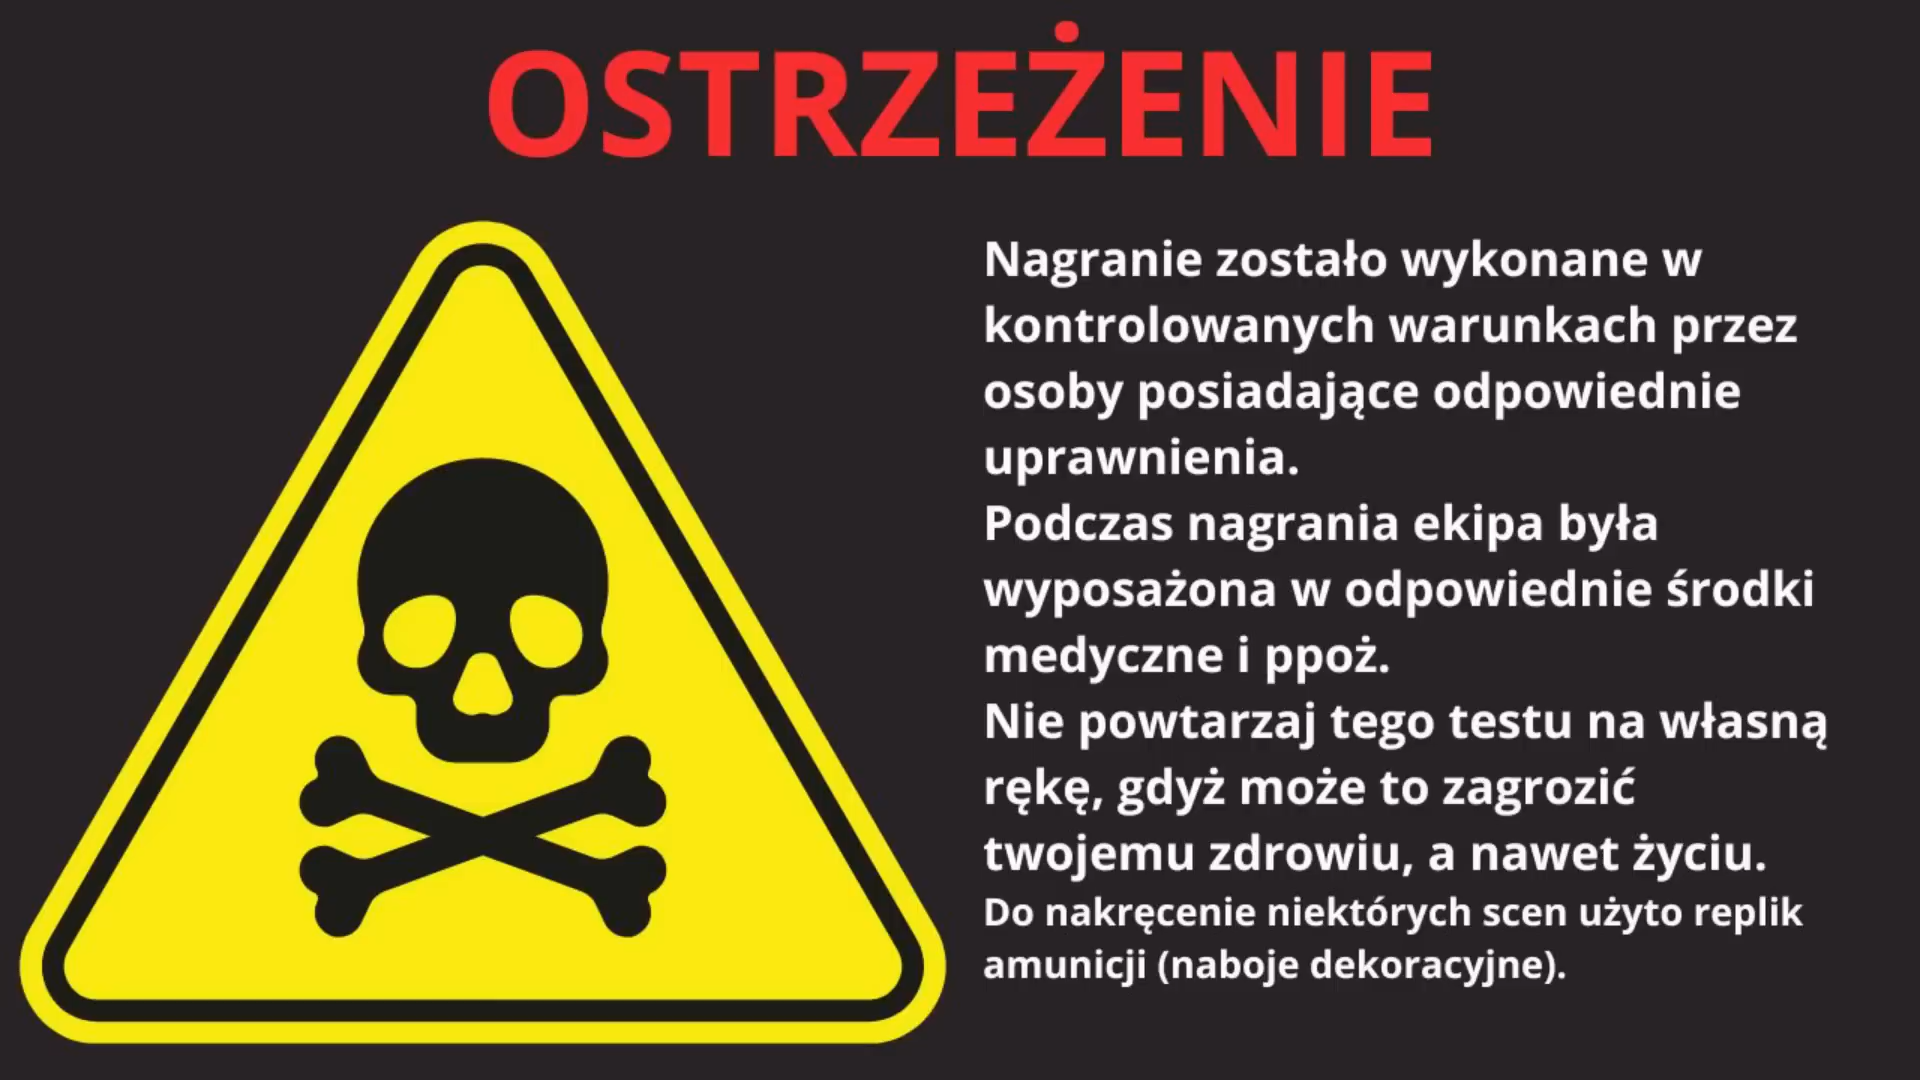 OSTRZEŻENIE
Nagranie zostało wykonane w
kontrolowanych warunkach przez
osoby posiadające odpowiednie
uprawnienia.
Podczas nagrania ekipa była
wyposażona w odpowiednie środki
medyczne i ppoż.
Nie powtarzaj tego testu na własną
rękę, gdyż może to zagrozić
twojemu zdrowiu, a nawet życiu.
Do nakręcenie niektórych scen użyto replik
amunicji (naboje dekoracyjne).